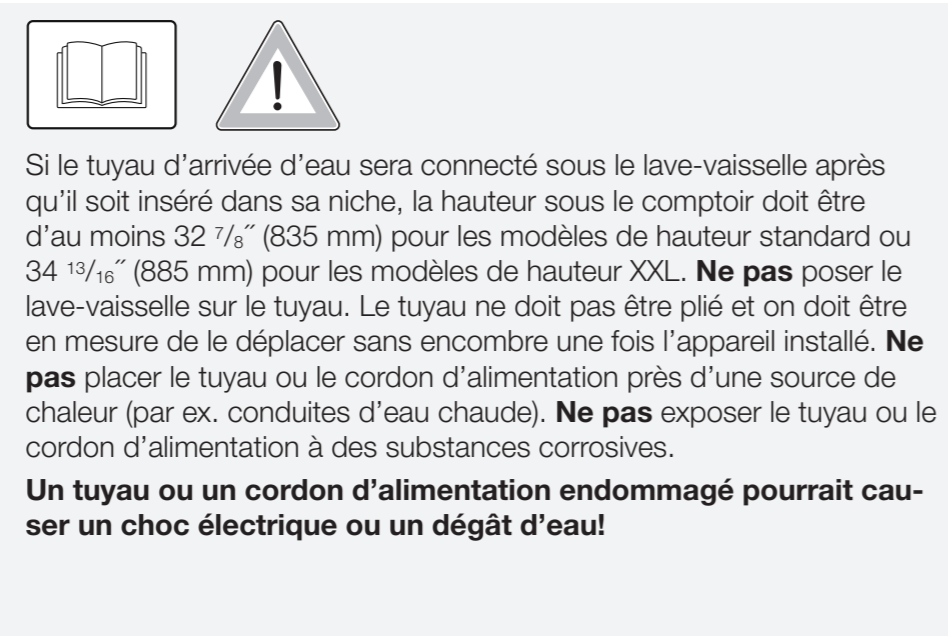 Si le tuyau d’arrivée d’eau sera connecté sous le lave-vaisselle après
qu’il soit inséré dans sa niche, la hauteur sous le comptoir doit être
d’au moins 32 7/8˝ (835 mm) pour les modèles de hauteur standard ou
34 13/16˝ (885 mm) pour les modèles de hauteur XXL. Ne pas poser le
lave-vaisselle sur le tuyau. Le tuyau ne doit pas être plié et on doit être
en mesure de le déplacer sans encombre une fois l’appareil installé. Ne
pas placer le tuyau ou le cordon d’alimentation près d’une source de
chaleur (par ex. conduites d’eau chaude). Ne pas exposer le tuyau ou le
cordon d’alimentation à des substances corrosives.
Un tuyau ou un cordon d’alimentation endommagé pourrait cau-
ser un choc électrique ou un dégât d’eau!